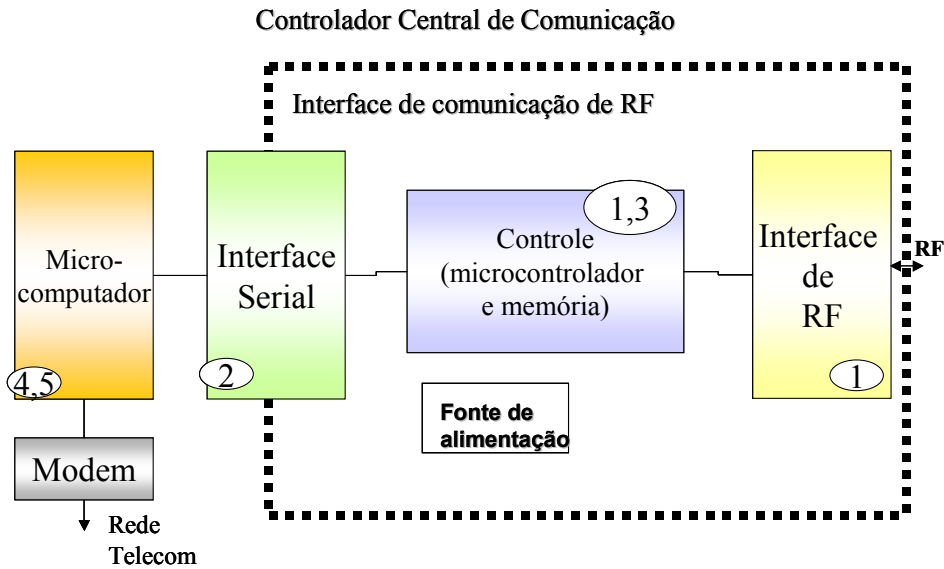 Controlador Central de Comunicação
Interface de comunicação de RF
Micro-
computador
4,5
Interface
Serial
2
1,3
Controle
(microcontrolador
e memória)
Interface
de
RF
1
RF
Fonte de
alimentação
Modem
Rede
Telecom